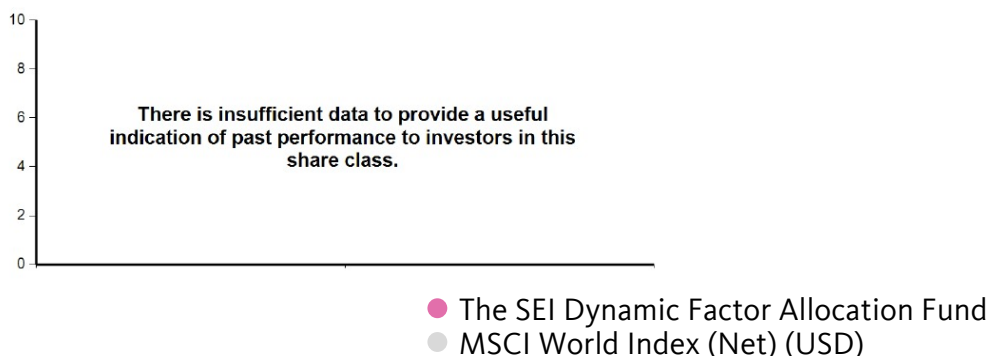 10
8
6
4
2
0
There is insufficient data to provide a useful
indication of past performance to investors in this
share class.
The SEI Dynamic Factor Allocation Fund
MSCI World Index (Net) (USD)